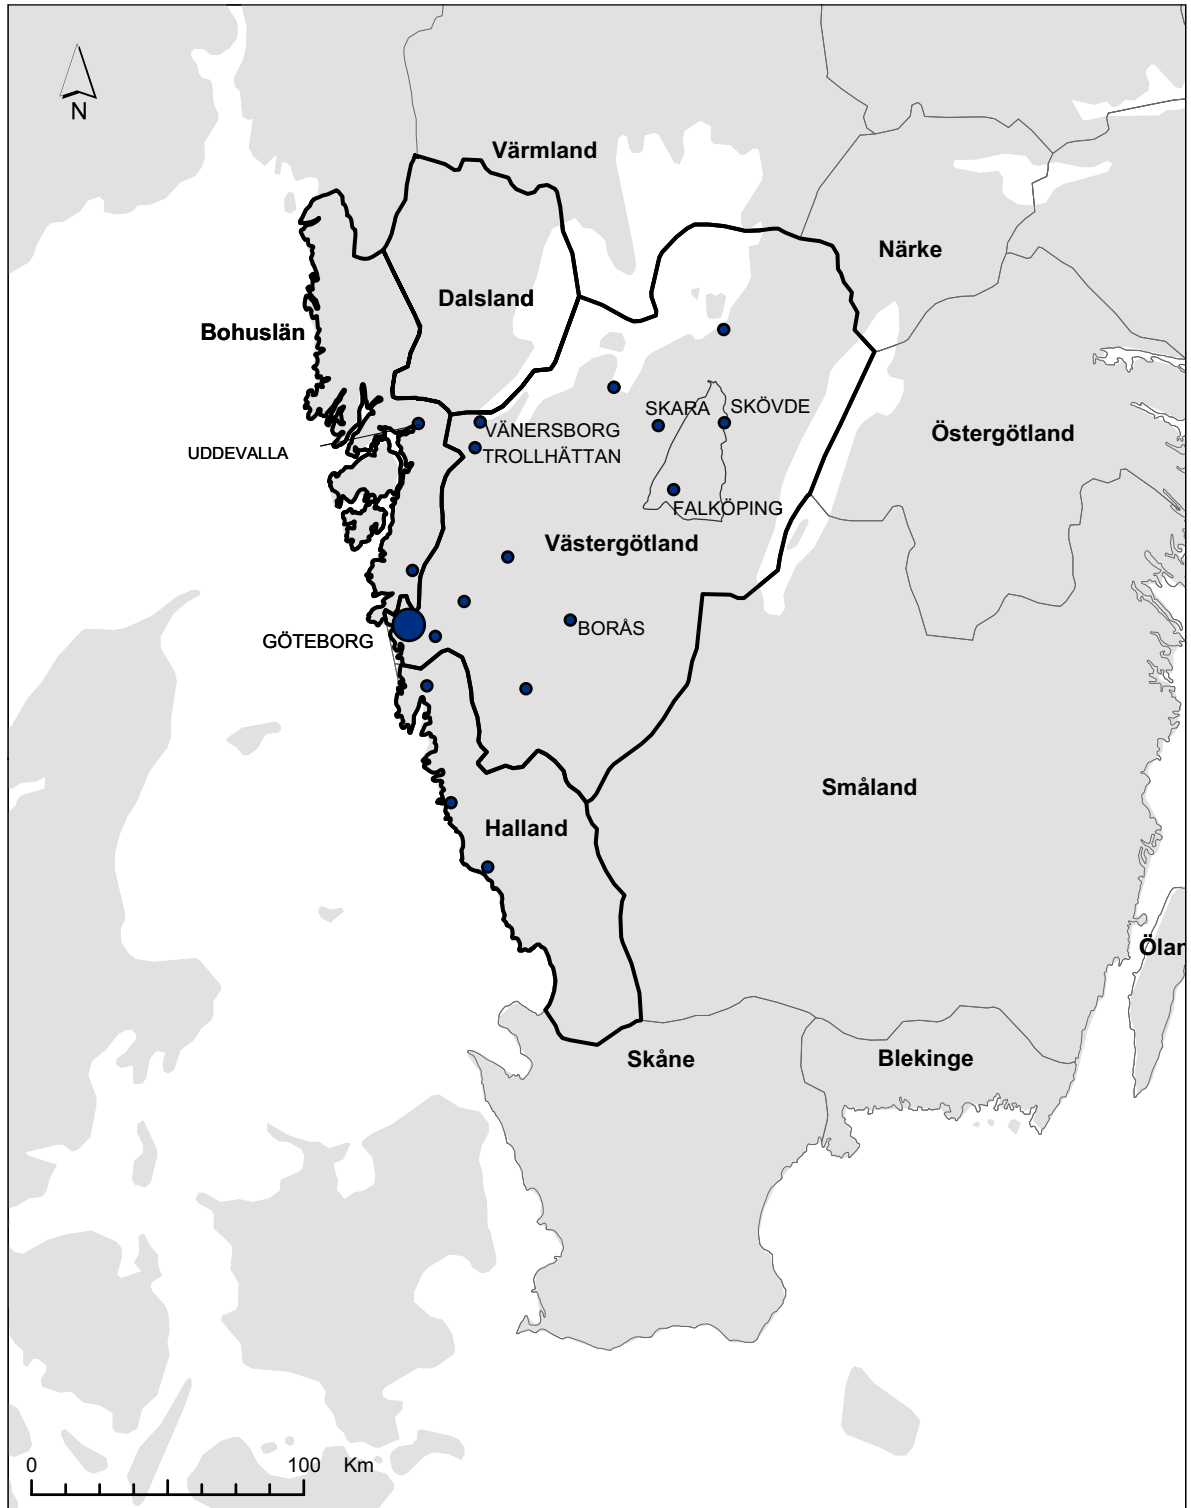 N
Värmland
Närke
Dalsland
Bohuslän
SKARA
SKÖVDE
VÄNERSBORG
Östergötland
UDDEVALLA
TROLLHÄTTAN
FALKÖPING
Västergötland
BORÅS
GÖTEBORG
Småland
Halland
Ölan
Skåne
Blekinge
0 100 Km